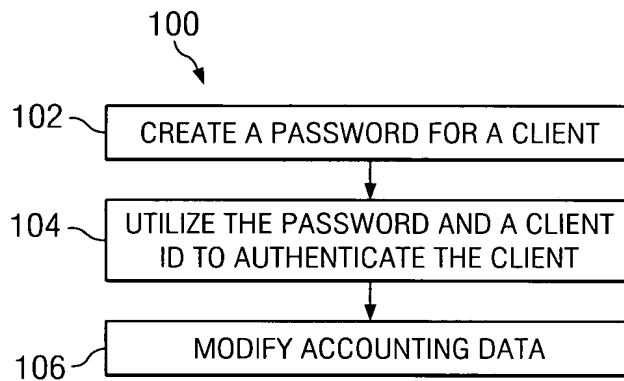 100
102
CREATE A PASSWORD FOR A CLIENT
104
UTILIZE THE PASSWORD AND A CLIENT
ID TO AUTHENTICATE THE CLIENT
106
MODIFY ACCOUNTING DATA